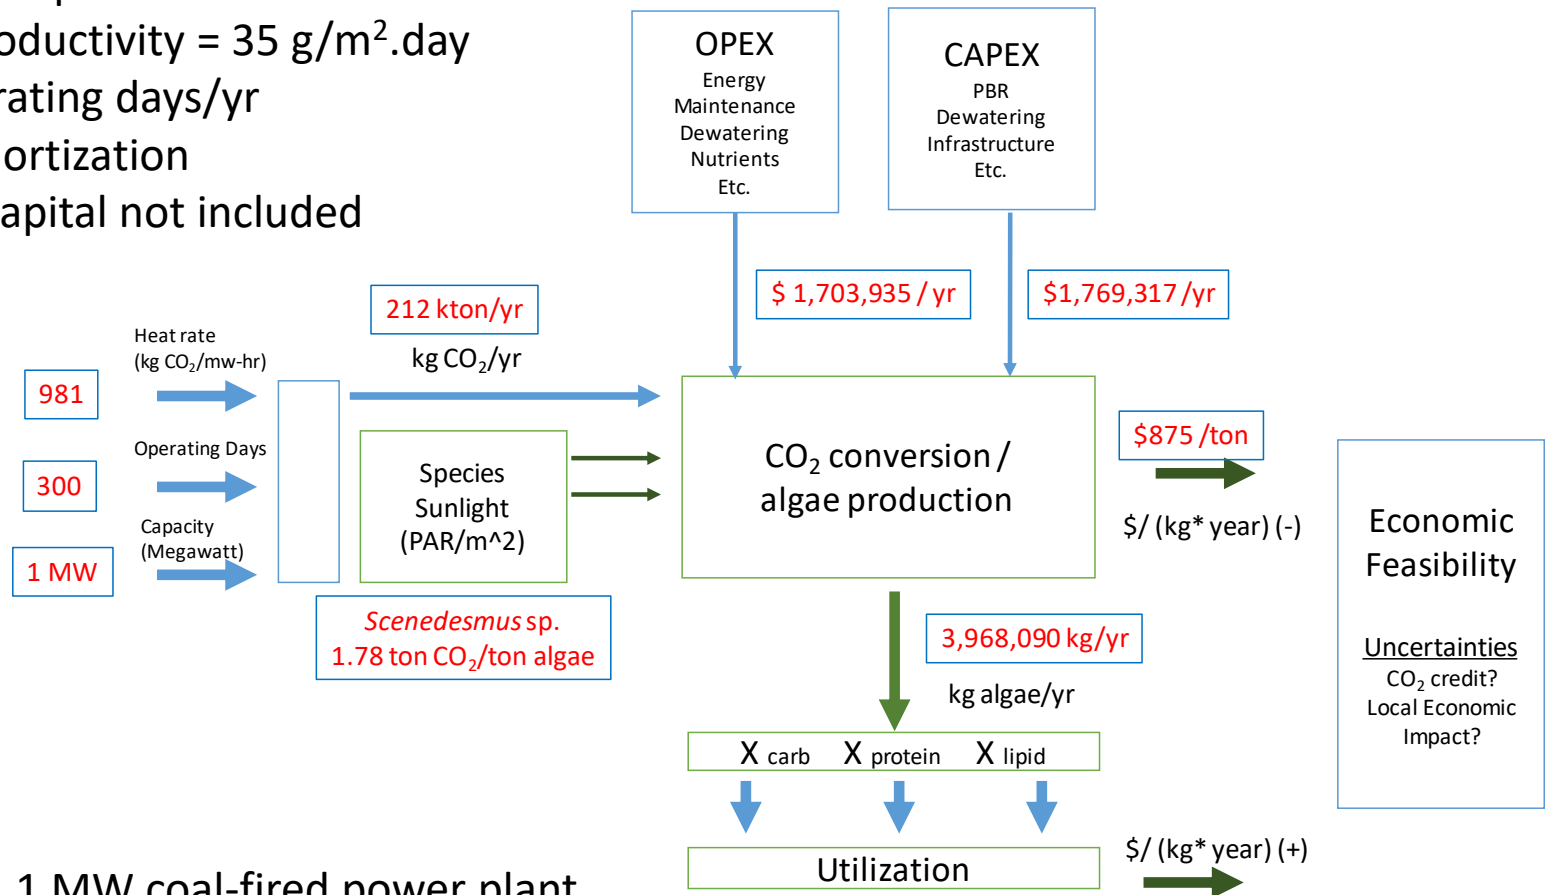 oductivity = 35 g/m².day
rating days/yr
ortization
apital not included
OPEX
Energy
Maintenance
Dewatering
Nutrients
Etc.
CAPEX
PBR
Dewatering
Infrastructure
Etc.
$ 1,703,935 / yr
$1,769,317/yr
212 kton/yr
kg CO₂/yr
Heat rate
(kg CO₂/mw-hr)
981
Operating Days
300
Capacity
(Megawatt)
1 MW
Species
Sunlight
(PAR/m^2)
Scenedesmus sp.
1.78 ton CO₂/ton algae
CO₂ conversion /
algae production
$875 /ton
$/ (kg* year) (-)
Economic
Feasibility
Uncertainties
CO₂ credit?
Local Economic
Impact?
3,968,090 kg/yr
kg algae/yr
X carb X protein X lipid
Utilization
$/ (kg* year) (+)
1 MW coal-fired power plant